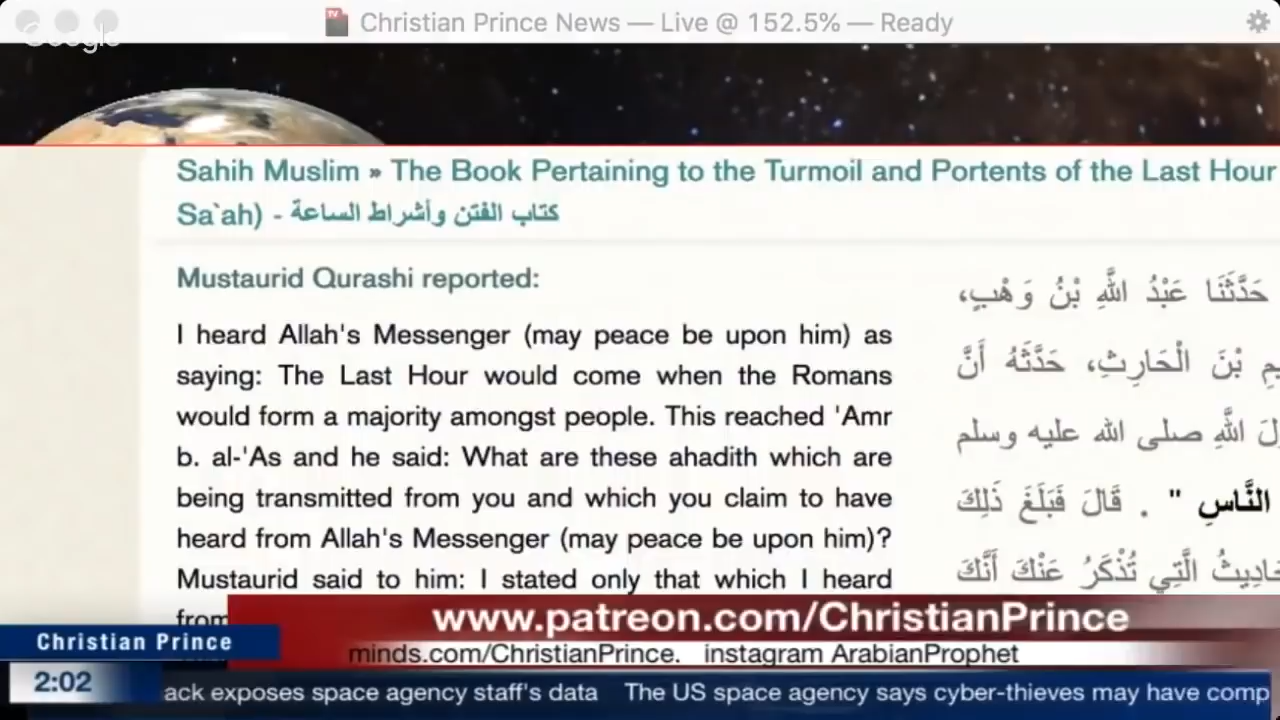 Christian Prince News — Live @ 152.5% — Ready
Google
Sahih Muslim » The Book Pertaining to the Turmoil and Portents of the Last Hour
Sa`ah) - كتاب الفتن وأشراط الساعة
Mustaurid Qurashi reported:
I heard Allah's Messenger (may peace be upon him) as
saying: The Last Hour would come when the Romans
would form a majority amongst people. This reached 'Amr
b. al-'As and he said: What are these ahadith which are
being transmitted from you and which you claim to have
heard from Allah's Messenger (may peace be upon him)?
Mustaurid said to him: I stated only that which I heard
from
حَدَّثَنَا عَبْدُ اللَّهِ بْنُ وَهْبٍ،
بْنَ الْحَارِثِ، حَدَّثَهُ أَنَّ
اللَّهِ صلى الله عليه وسلم
النَّاسِ " . قَالَ فَبَلَغَ ذَلِكَ
الَّتِي تُذْكَرُ عَنْكَ أَنَّكَ
www.patreon.com/ChristianPrince
Christian Prince
minds.com/ChristianPrince. instagram ArabianProphet
2:02
ack exposes space agency staff's data The US space agency says cyber-thieves may have comp